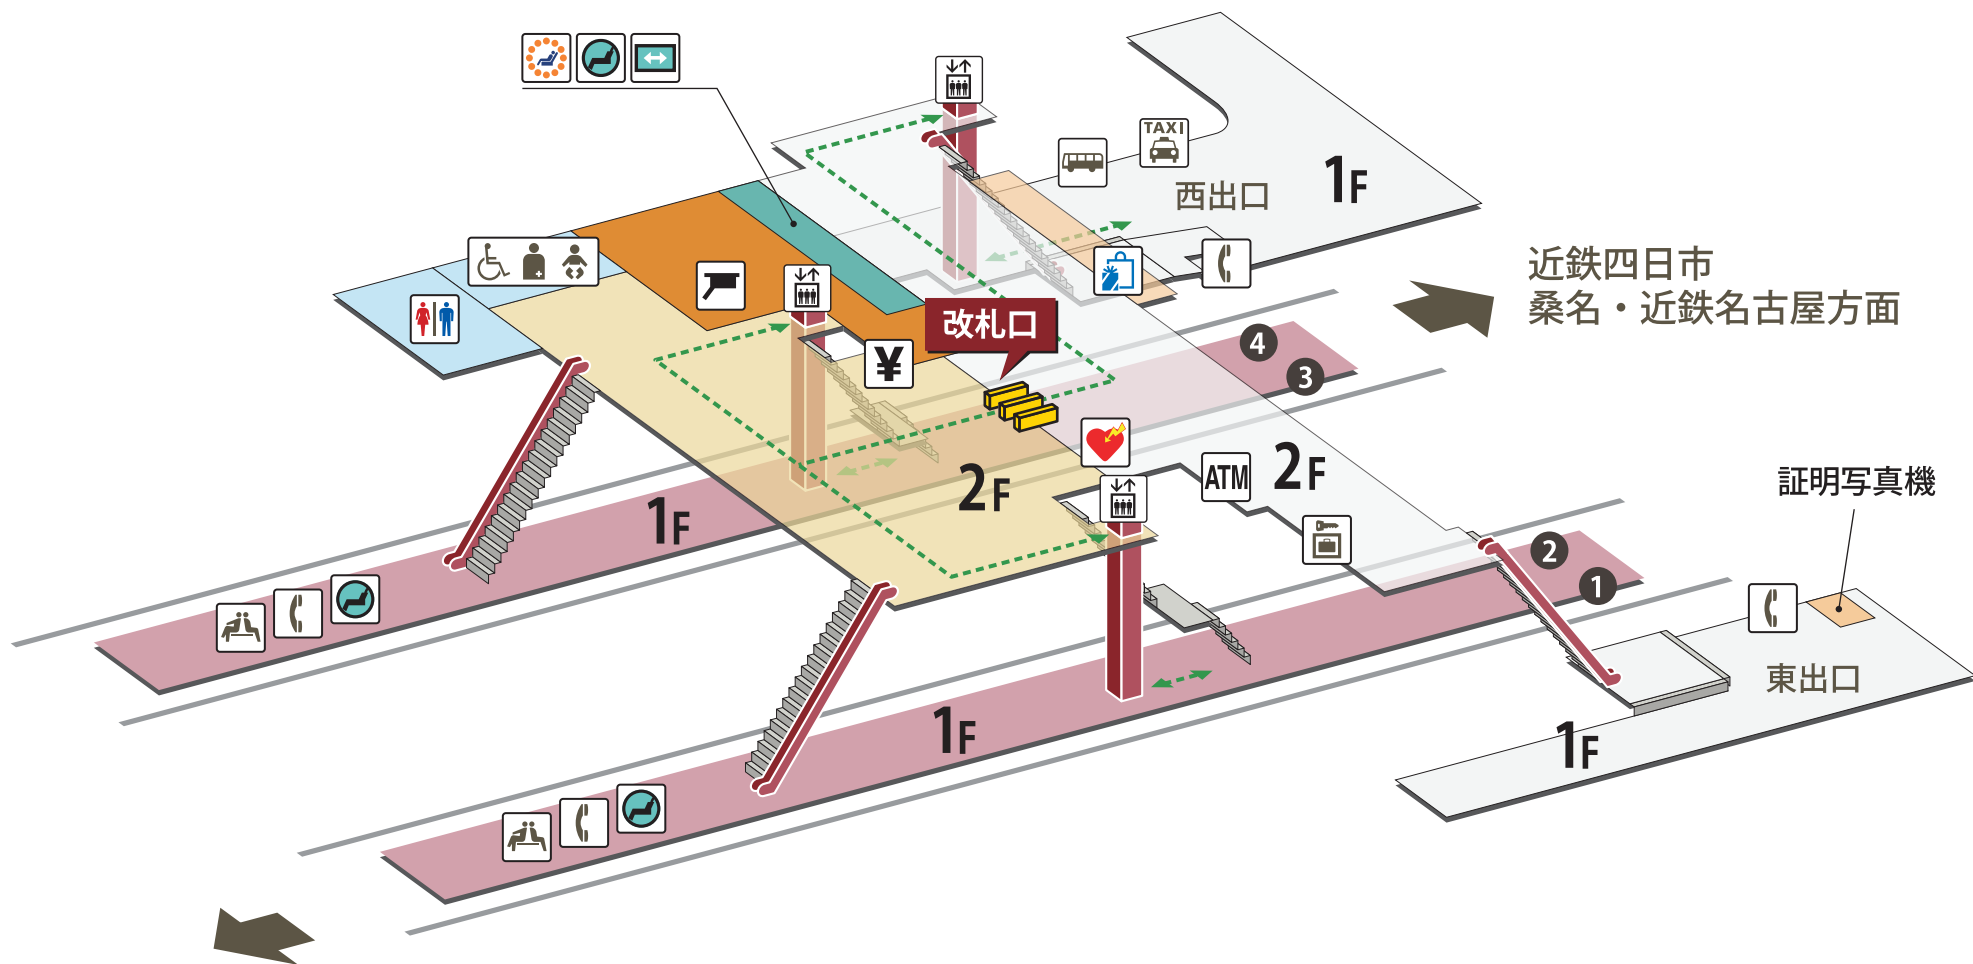 TAXI
西出口
1F
近鉄四日市
桑名・近鉄名古屋方面
改札口
¥
4
3
2F
2F
ATM
証明写真機
1F
2
1
東出口
1F
1F